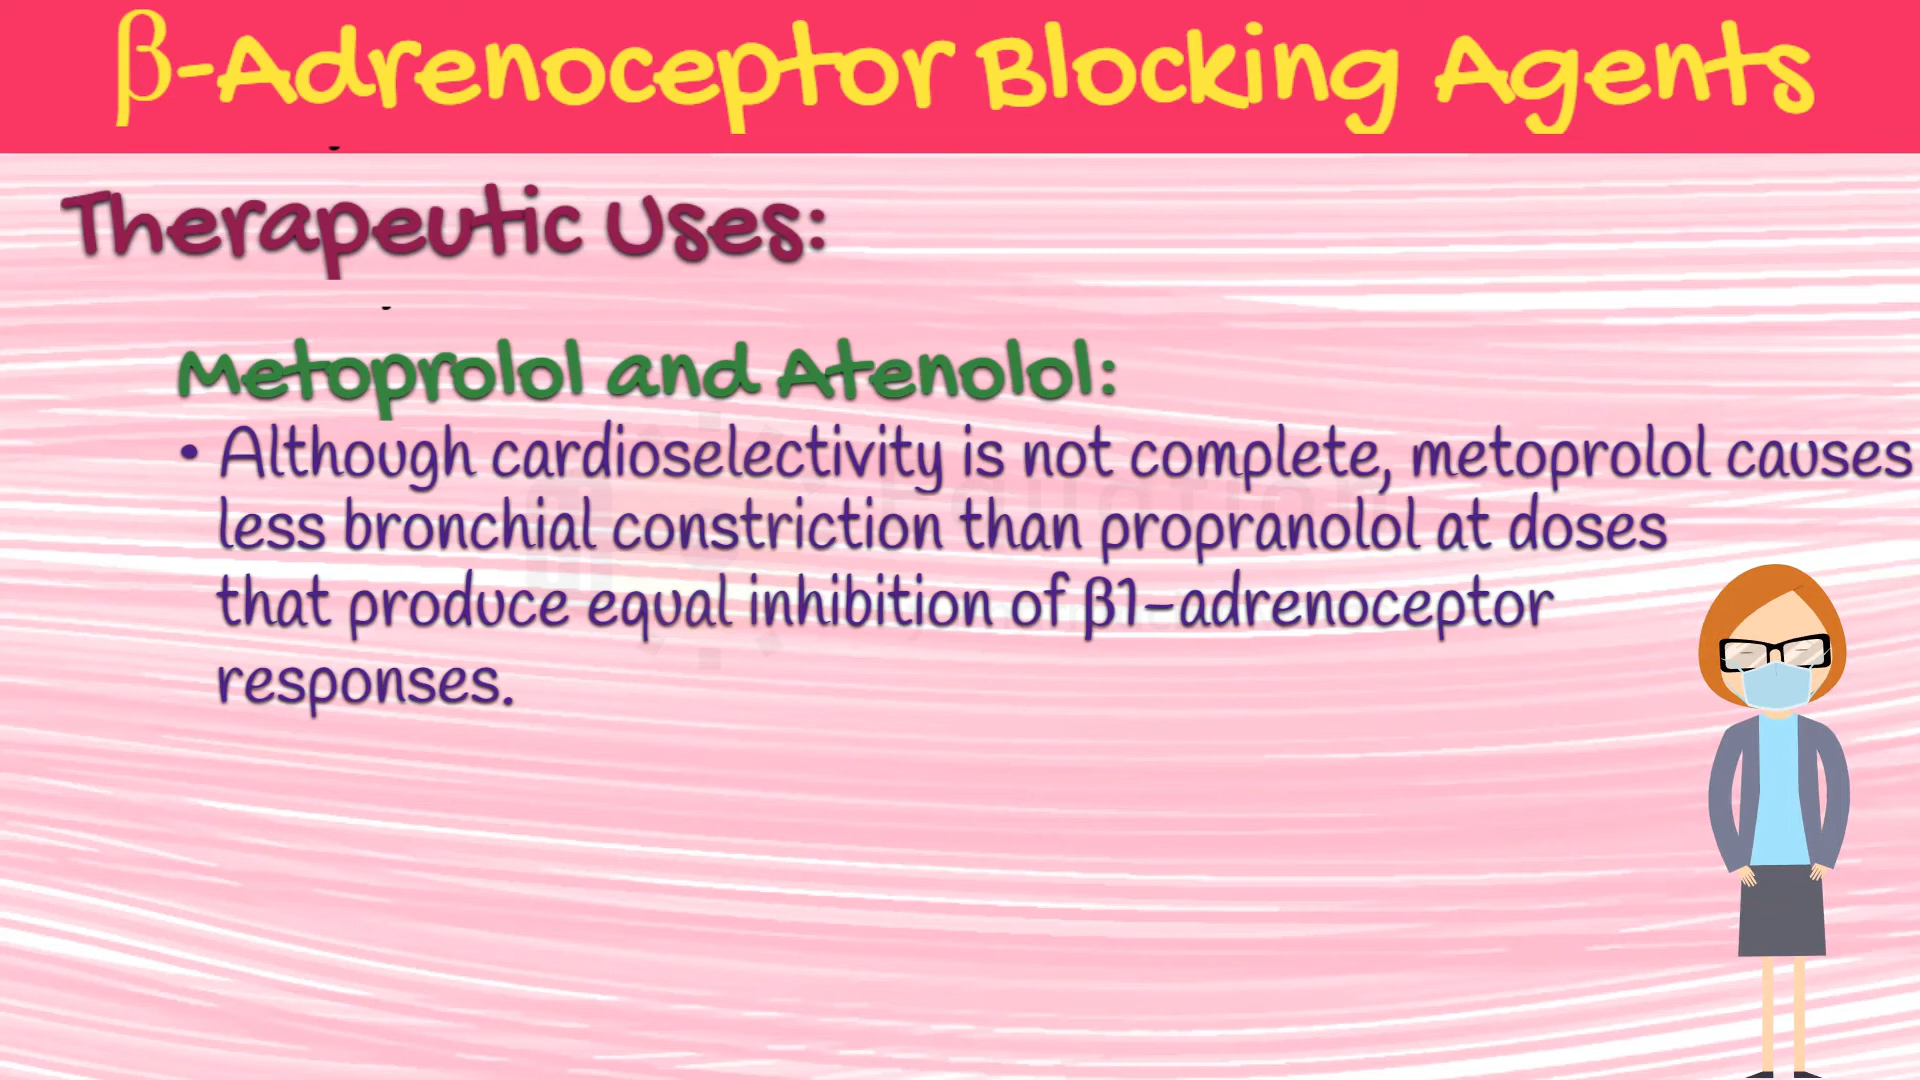 β-Adrenoceptor Blocking Agents
Therapeutic Uses:
Metoprolol and Atenolol:
• Although cardioselectivity is not complete, metoprolol causes
less bronchial constriction than propranolol at doses
that produce equal inhibition of β1-adrenoceptor
responses.